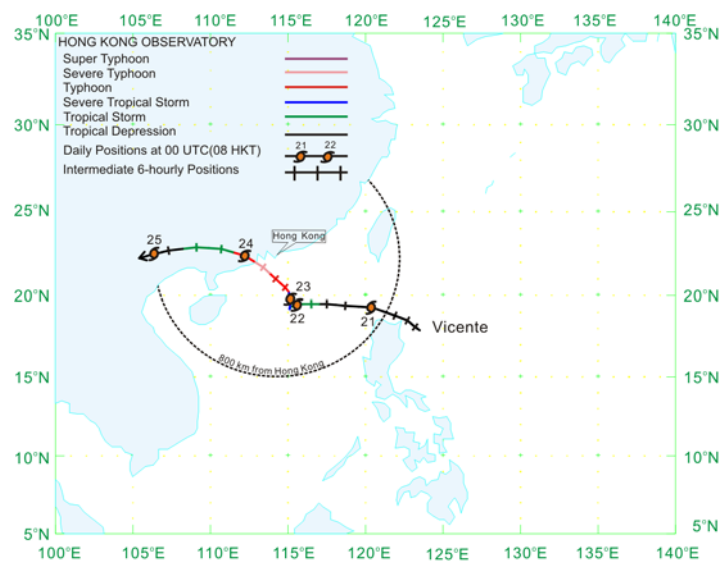 100°E 105°E 110°E 115°E 120°E 125°E 130°E 135°E 140°E
35°N 35°N
HONG KONG OBSERVATORY
Super Typhoon
Severe Typhoon
Typhoon
Severe Tropical Storm
Tropical Storm
Tropical Depression
Daily Positions at 00 UTC(08 HKT) 21 22
Intermediate 6-hourly Positions
30°N 30°N
25°N 25°N
Hong Kong
25 24
20°N 20°N
23
22
21
Vicente
800 km from Hong Kong
15°N 15°N
10°N 10°N
5°N 5°N
100°E 105°E 110°E 115°E 120°E 125°E 130°E 135°E 140°E